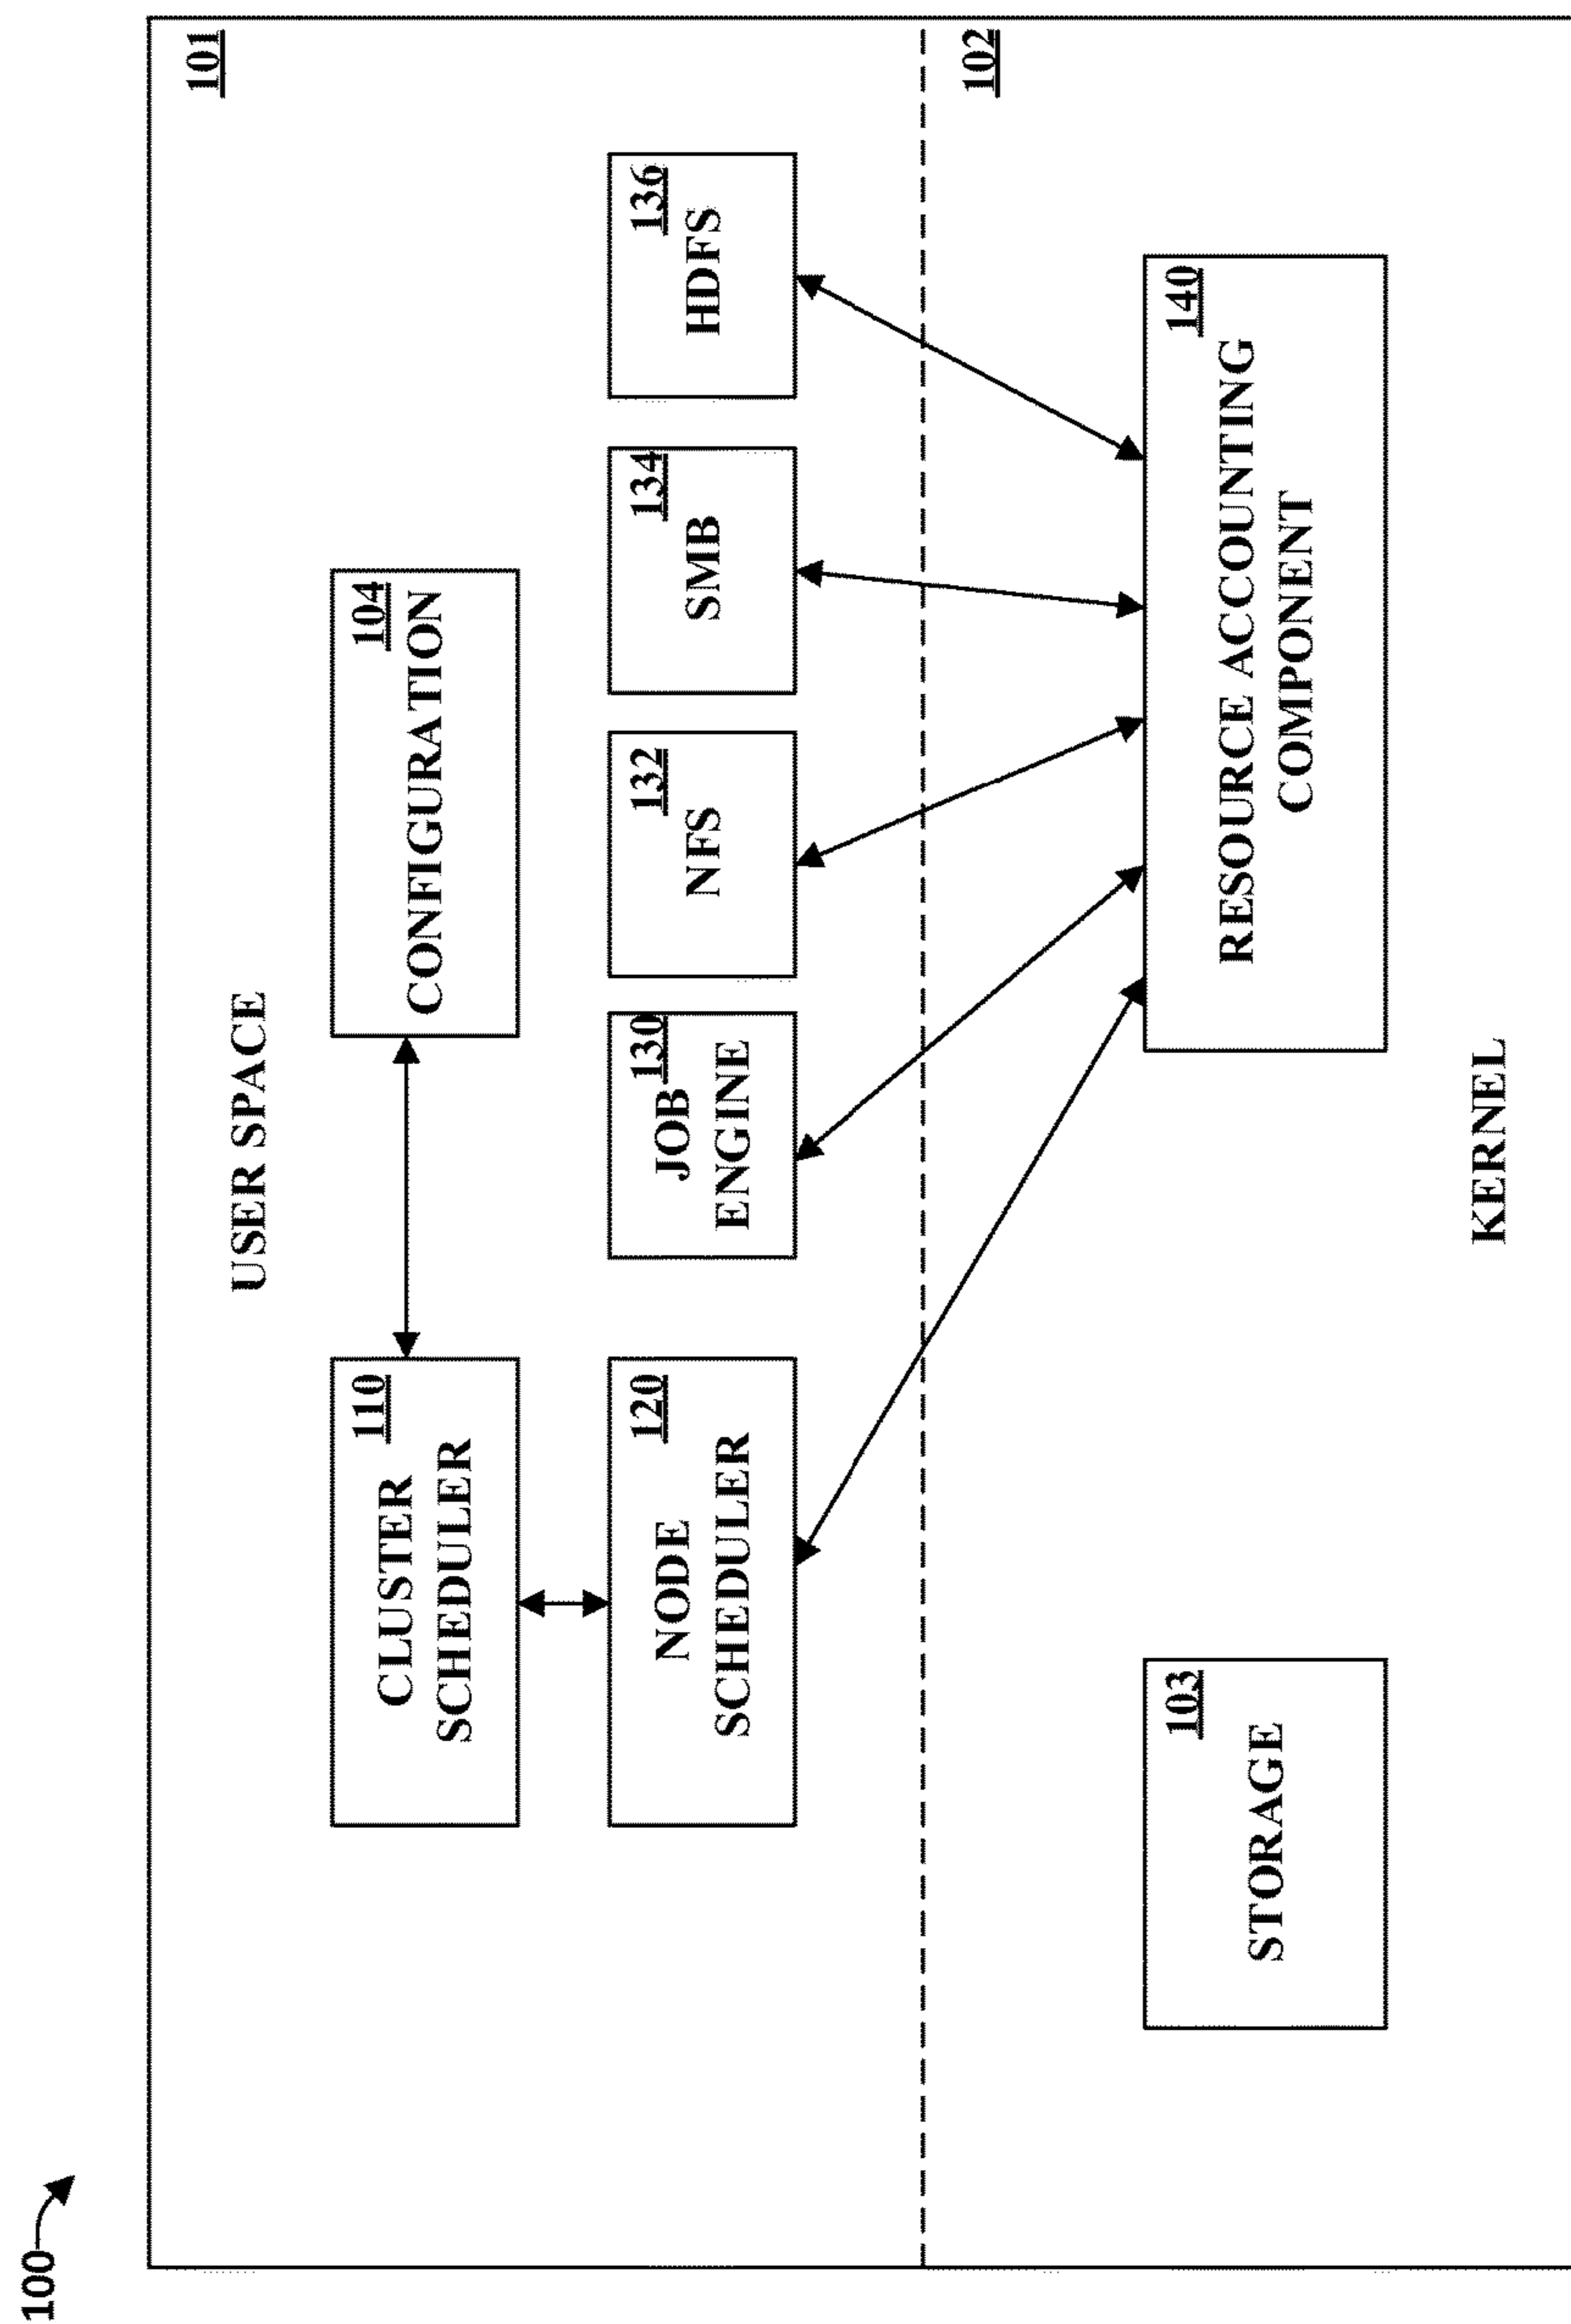 100
101
USER SPACE
110
CLUSTER
SCHEDULER
104
CONFIGURATION
120
NODE
SCHEDULER
130
JOB
ENGINE
132
NFS
134
SMB
136
HDFS
102
103
STORAGE
140
RESOURCE ACCOUNTING
COMPONENT
KERNEL